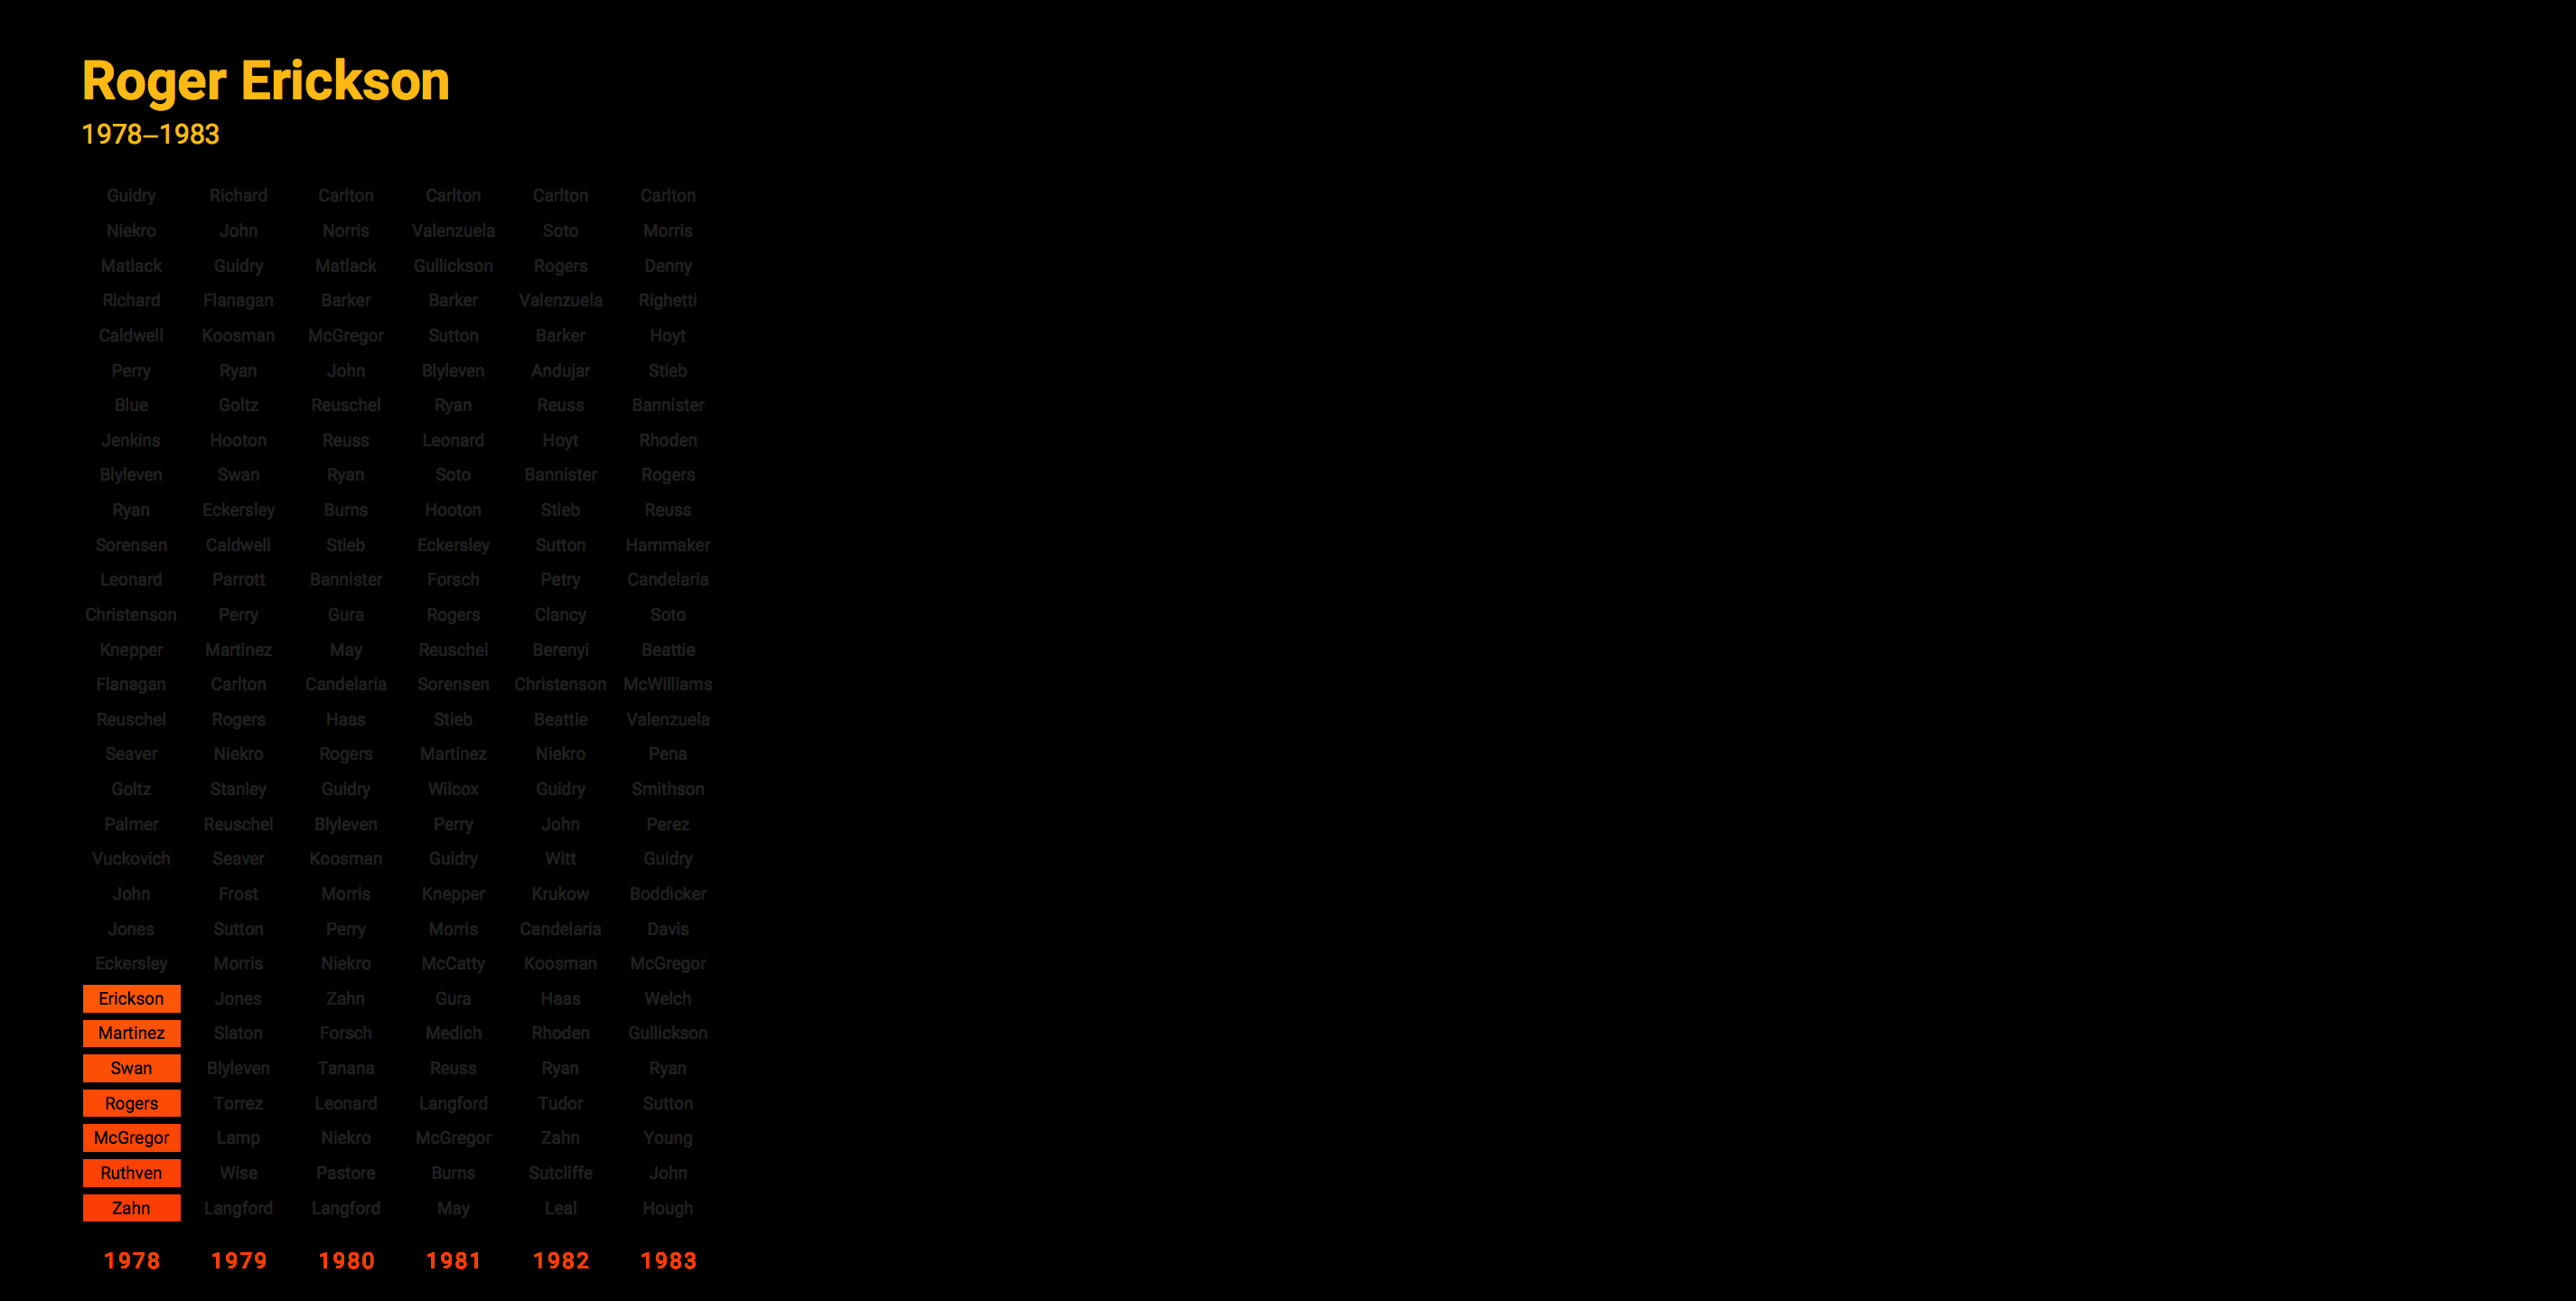 Roger Erickson
1978–1983
Guidry Richard Carlton Carlton Carlton Carlton
Niekro John Norris Valenzuela Soto Morris
Matlack Guidry Matlack Gullickson Rogers Denny
Richard Flanagan Barker Barker Valenzuela Righetti
Caldwell Koosman McGregor Sutton Barker Hoyt
Perry Ryan John Blyleven Andujar Stieb
Blue Goltz Reuschel Ryan Reuss Bannister
Jenkins Hooton Reuss Leonard Hoyt Rhoden
Blyleven Swan Ryan Soto Bannister Rogers
Ryan Eckersley Burns Hooton Stieb Reuss
Sorensen Caldwell Stieb Eckersley Sutton Hammaker
Leonard Parrott Bannister Forsch Petry Candelaria
Christenson Perry Gura Rogers Clancy Soto
Knepper Martinez May Reuschel Berenyi Beattie
Flanagan Carlton Candelaria Sorensen Christenson McWilliams
Reuschel Rogers Haas Stieb Beattie Valenzuela
Seaver Niekro Rogers Martinez Niekro Pena
Goltz Stanley Guidry Wilcox Guidry Smithson
Palmer Reuschel Blyleven Perry John Perez
Vuckovich Seaver Koosman Guidry Witt Guidry
John Frost Morris Knepper Krukow Boddicker
Jones Sutton Perry Morris Candelaria Davis
Eckersley Morris Niekro McCatty Koosman McGregor
Erickson Jones Zahn Gura Haas Welch
Martinez Slaton Forsch Medich Rhoden Gullickson
Swan Blyleven Tanana Reuss Ryan Ryan
Rogers Torrez Leonard Langford Tudor Sutton
McGregor Lamp Niekro McGregor Zahn Young
Ruthven Wise Pastore Burns Sutcliffe John
Zahn Langford Langford May Leal Hough
1978 1979 1980 1981 1982 1983